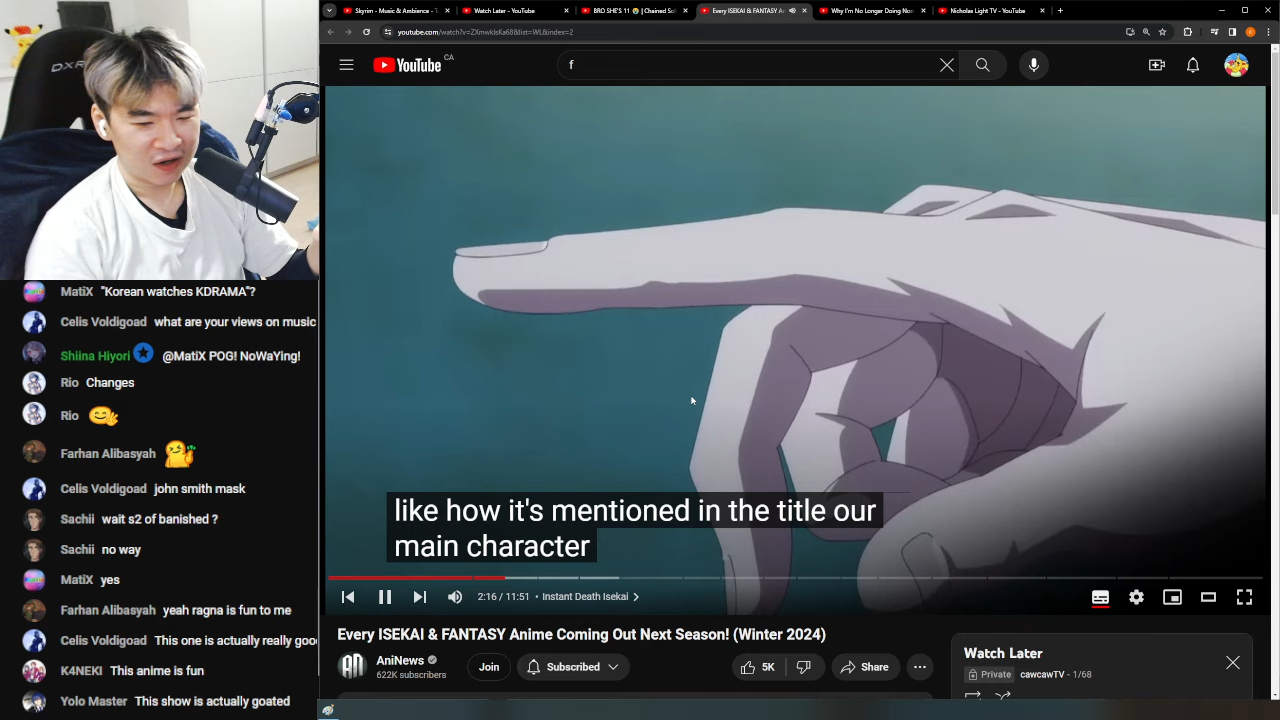 Skyrim - Music & Ambience - T
Watch Later - YouTube
BRO SHE'S 11 😧 | Chained Sol
Every ISEKAI & FANTASY An
Why I'm No Longer Doing Nos
Nicholas Light TV - YouTube
youtube.com/watch?v=ZXmwkIsKa68&list=WL&index=2
YouTube CA
f
DXR
MatiX "Korean watches KDRAMA"?
Celis Voldigoad what are your views on music
Shiina Hiyori @MatiX POG! NoWaYing!
Rio Changes
Rio
Farhan Alibasyah
Celis Voldigoad john smith mask
Sachii wait s2 of banished ?
Sachii no way
MatiX yes
Farhan Alibasyah yeah ragna is fun to me
Celis Voldigoad This one is actually really goo
K4NEKI This anime is fun
Yolo Master This show is actually goated
like how it's mentioned in the title our
main character
2:16 / 11:51 • Instant Death Isekai
Every ISEKAI & FANTASY Anime Coming Out Next Season! (Winter 2024)
AniNews
622K subscribers
Join
Subscribed
5K
Share
Watch Later
Private cawcawTV - 1/68